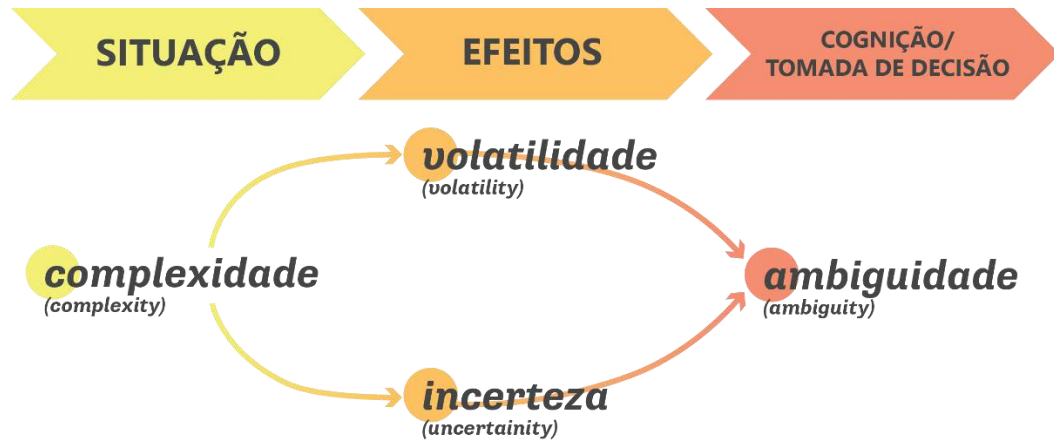 SITUAÇÃO
EFEITOS
COGNIÇÃO/
TOMADA DE DECISÃO
volatilidade
(volatility)
complexidade
(complexity)
ambiguidade
(ambiguity)
incerteza
(uncertainity)